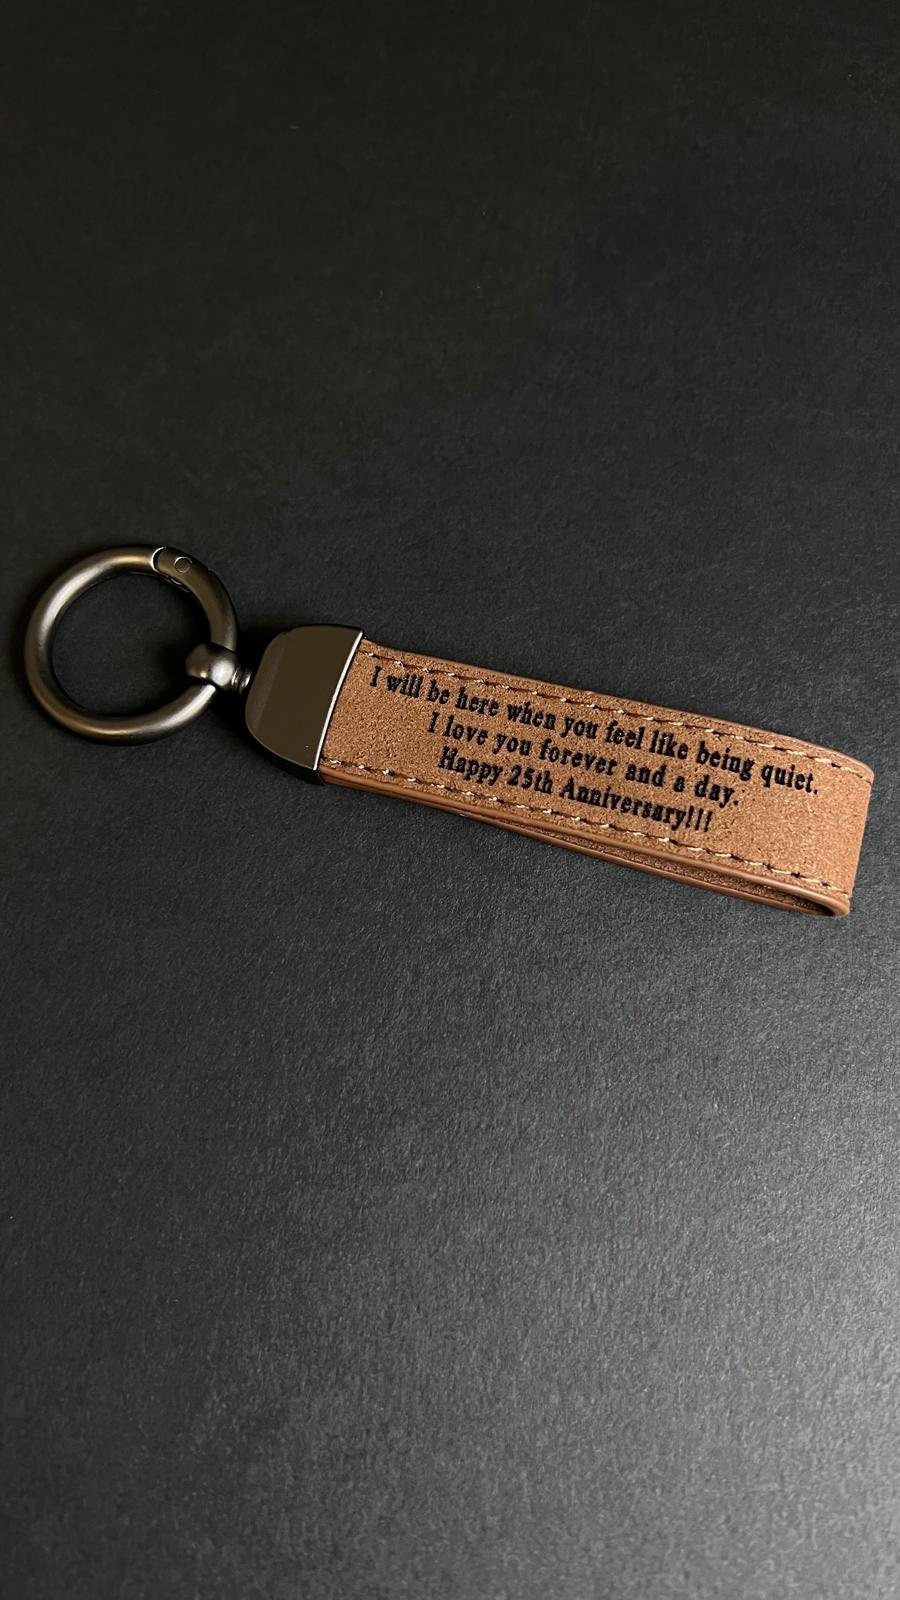 I will be here when you feel like being quiet.
I love you forever and a day.
Happy 25th Anniversary!!!